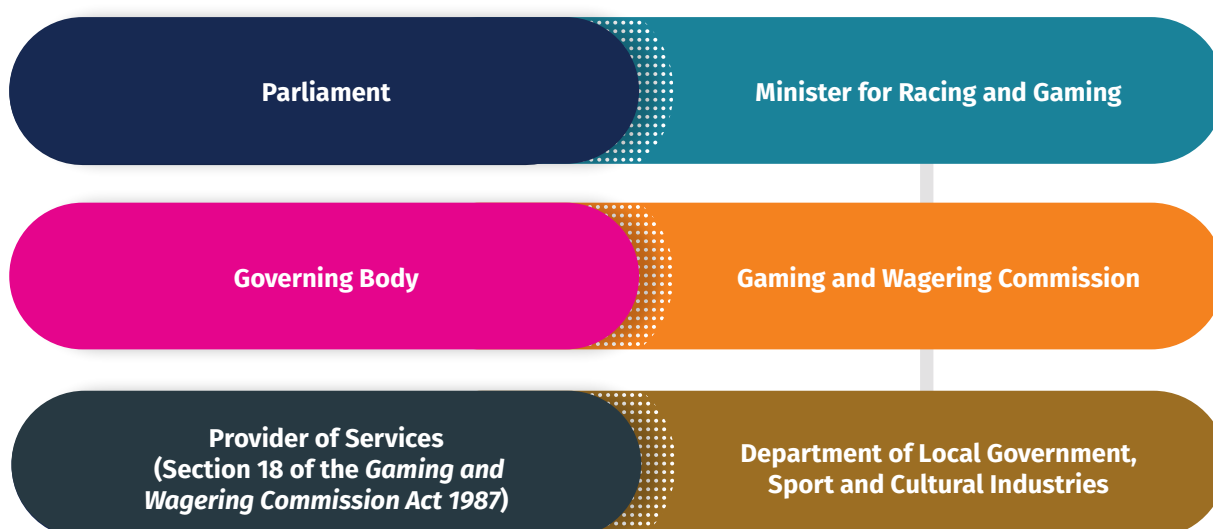 Parliament
Minister for Racing and Gaming
Governing Body
Gaming and Wagering Commission
Provider of Services
(Section 18 of the Gaming and
Wagering Commission Act 1987)
Department of Local Government,
Sport and Cultural Industries